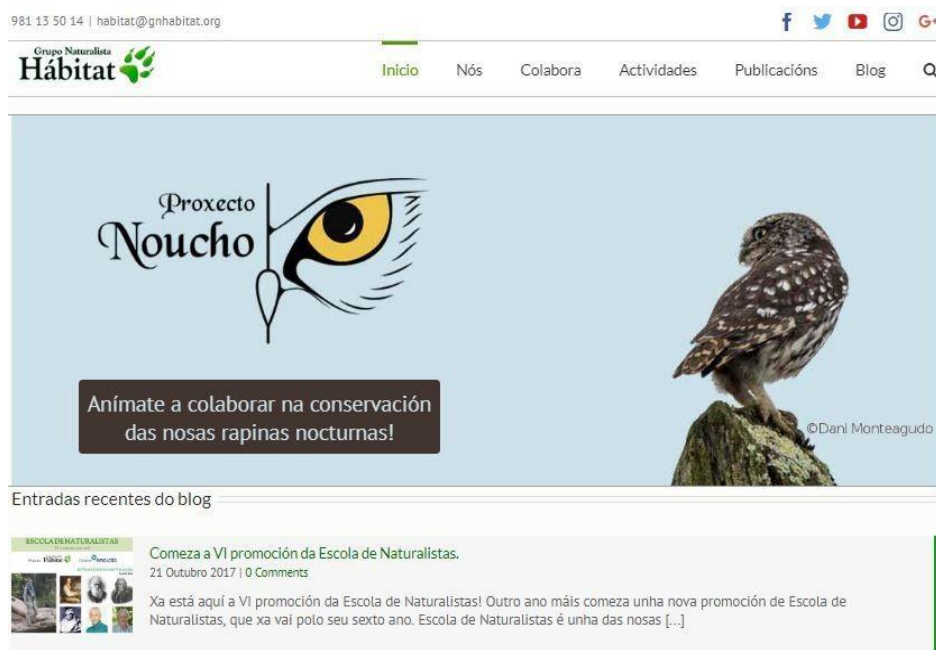 981 13 50 14 | habitat@gnhabitat.org
G+
Grupo Naturalista
Hábitat
Inicio Nós Colabora Actividades Publicacións Blog
Proxecto
Noucho
Anímate a colaborar na conservación
das nosas rapinas nocturnas!
©Dani Monteagudo
Entradas recentes do blog
ESCOLA DE NATURALISTAS
Hábitat
Comeza a VI promoción da Escola de Naturalistas.
21 Outubro 2017 | 0 Comments
Xa está aquí a VI promoción da Escola de Naturalistas! Outro ano máis comeza unha nova promoción de Escola de
Naturalistas, que xa vai polo seu sexto ano. Escola de Naturalistas é unha das nosas [...]